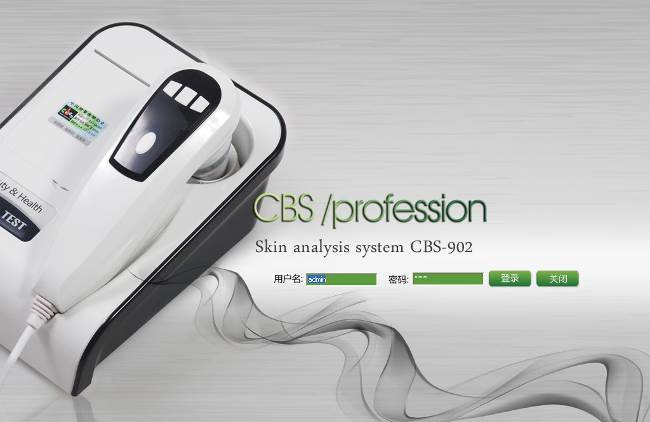 uty & Health
TEST
CBS /profession
Skin analysis system CBS-902
用户名: admin 密码: *** 登录 关闭